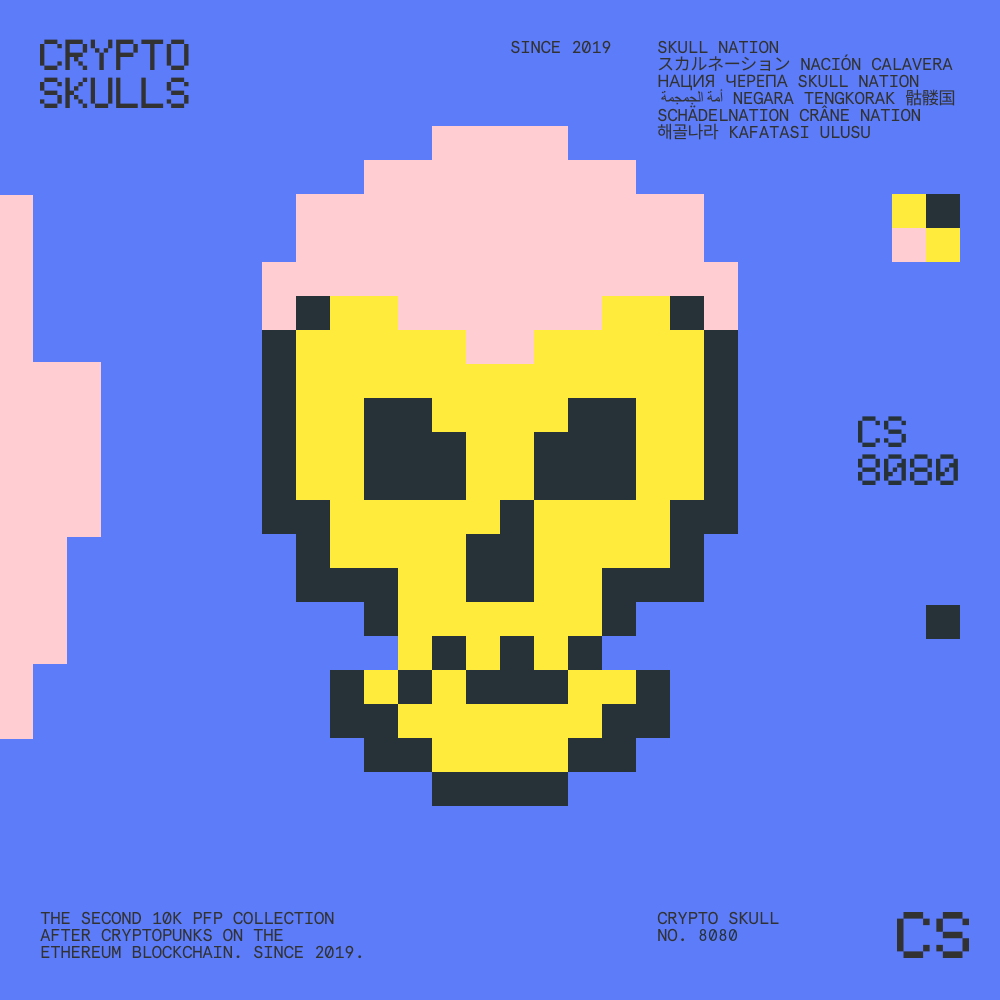 CRYPTO
SKULLS
SINCE 2019
SKULL NATION
スカルネーション NACIÓN CALAVERA
НАЦИЯ ЧЕРЕПА SKULL NATION
أمة الجمجمة NEGARA TENGKORAK 骷髅国
SCHÄDELNATION CRÂNE NATION
해골나라 KAFATASI ULUSU
CS
8080
THE SECOND 10K PFP COLLECTION
AFTER CRYPTOPUNKS ON THE
ETHEREUM BLOCKCHAIN. SINCE 2019.
CRYPTO SKULL
NO. 8080
CS